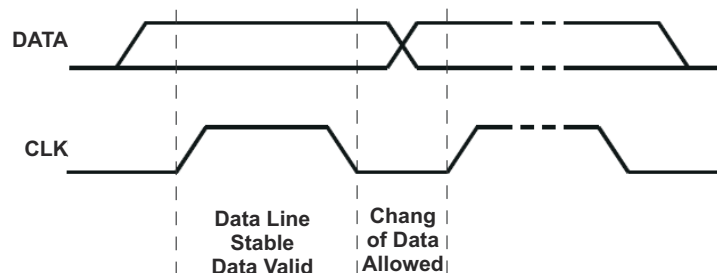 DATA
CLK
Data Line
Stable
Data Valid
Chang
of Data
Allowed